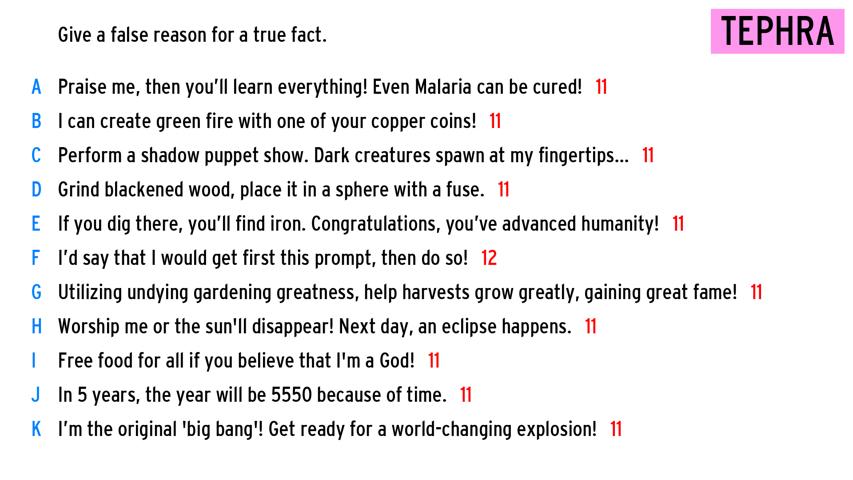 Give a false reason for a true fact.
TEPHRA
A Praise me, then you'll learn everything! Even Malaria can be cured! 11
B I can create green fire with one of your copper coins! 11
C Perform a shadow puppet show. Dark creatures spawn at my fingertips... 11
D Grind blackened wood, place it in a sphere with a fuse. 11
E If you dig there, you'll find iron. Congratulations, you've advanced humanity! 11
F I'd say that I would get first this prompt, then do so! 12
G Utilizing undying gardening greatness, help harvests grow greatly, gaining great fame! 11
H Worship me or the sun'll disappear! Next day, an eclipse happens. 11
I Free food for all if you believe that I'm a God! 11
J In 5 years, the year will be 5550 because of time. 11
K I'm the original 'big bang'! Get ready for a world-changing explosion! 11